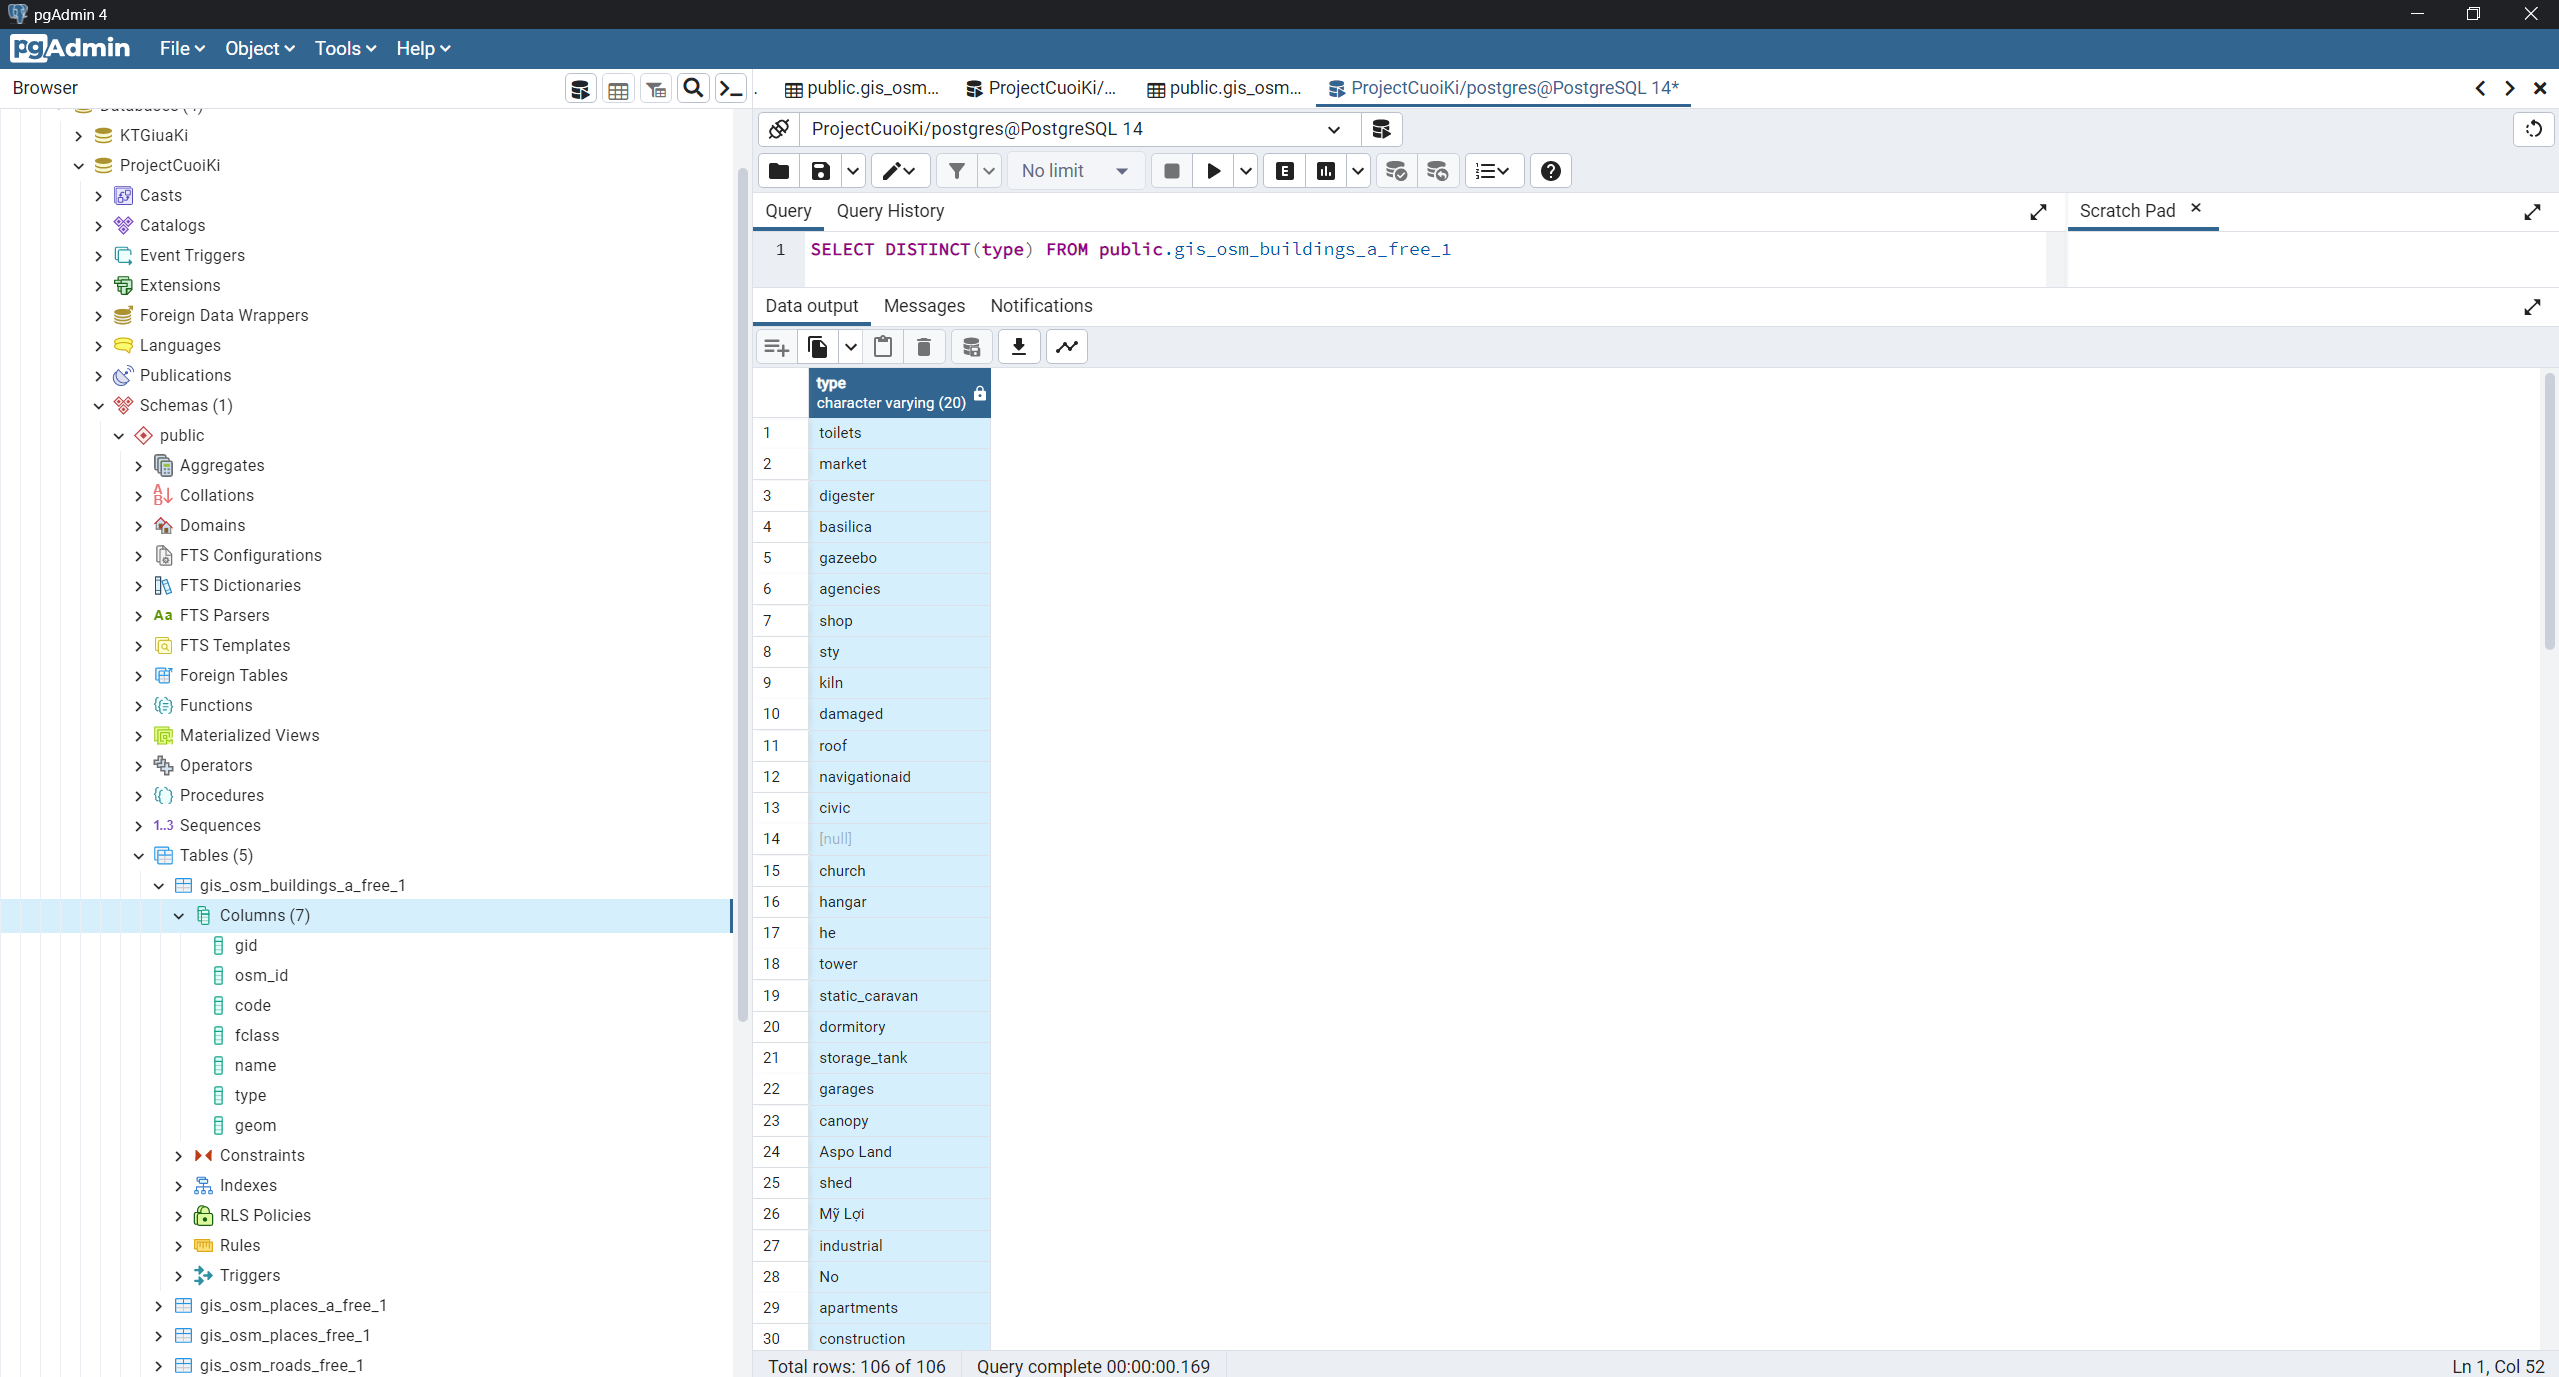 pgAdmin 4
pgAdmin File Object Tools Help
Browser
public.gis_osm... ProjectCuoiKi/... public.gis_osm... ProjectCuoiKi/postgres@PostgreSQL 14*
Databases (4)
KTGiuaKi
ProjectCuoiKi
Casts
Catalogs
Event Triggers
Extensions
Foreign Data Wrappers
Languages
Publications
Schemas (1)
public
Aggregates
Collations
Domains
FTS Configurations
FTS Dictionaries
Aa FTS Parsers
FTS Templates
Foreign Tables
Functions
Materialized Views
Operators
Procedures
1..3 Sequences
Tables (5)
gis_osm_buildings_a_free_1
Columns (7)
gid
osm_id
code
fclass
name
type
geom
Constraints
Indexes
RLS Policies
Rules
Triggers
gis_osm_places_a_free_1
gis_osm_places_free_1
gis_osm_roads_free_1
ProjectCuoiKi/postgres@PostgreSQL 14
No limit
E
Query Query History
Scratch Pad
1 SELECT DISTINCT(type) FROM public.gis_osm_buildings_a_free_1
Data output Messages Notifications
type
character varying (20)
1 toilets
2 market
3 digester
4 basilica
5 gazeebo
6 agencies
7 shop
8 sty
9 kiln
10 damaged
11 roof
12 navigationaid
13 civic
14 [null]
15 church
16 hangar
17 he
18 tower
19 static_caravan
20 dormitory
21 storage_tank
22 garages
23 canopy
24 Aspo Land
25 shed
26 Mỹ Lợi
27 industrial
28 No
29 apartments
30 construction
Total rows: 106 of 106 Query complete 00:00:00.169
Ln 1, Col 52